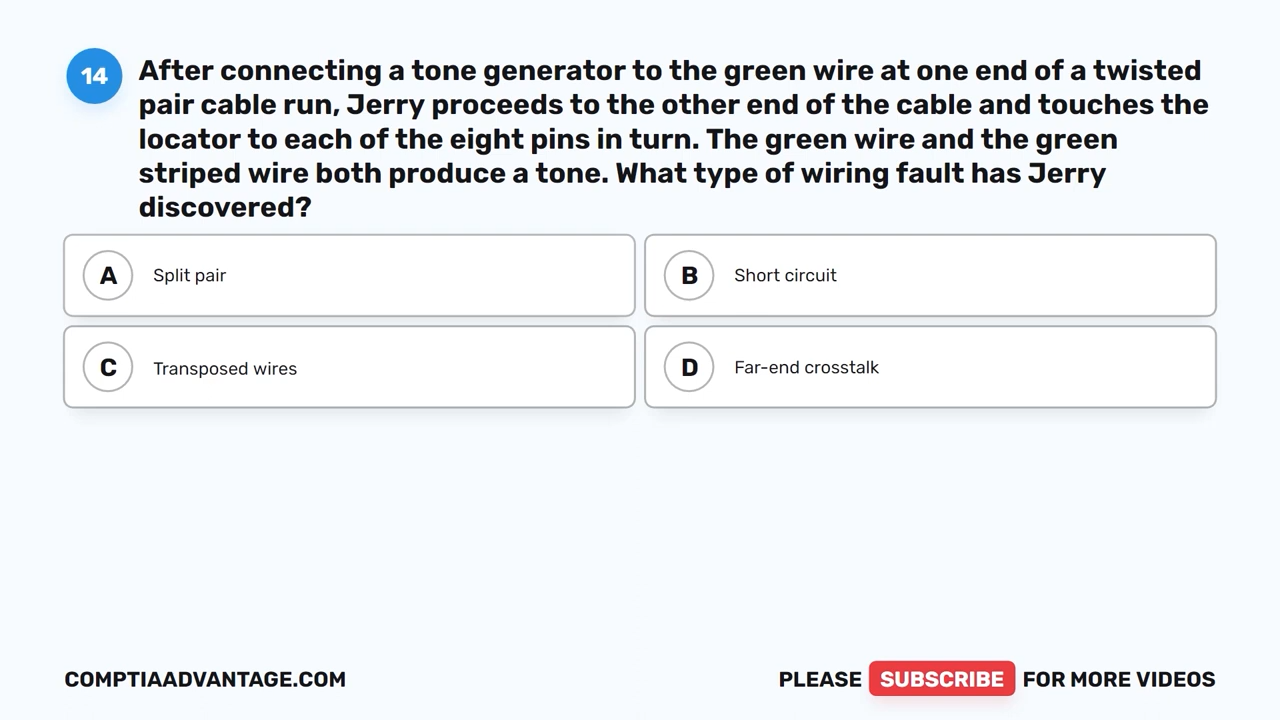 14
After connecting a tone generator to the green wire at one end of a twisted
pair cable run, Jerry proceeds to the other end of the cable and touches the
locator to each of the eight pins in turn. The green wire and the green
striped wire both produce a tone. What type of wiring fault has Jerry
discovered?
A Split pair
B Short circuit
C Transposed wires
D Far-end crosstalk
COMPTIAADVANTAGE.COM
PLEASE SUBSCRIBE FOR MORE VIDEOS